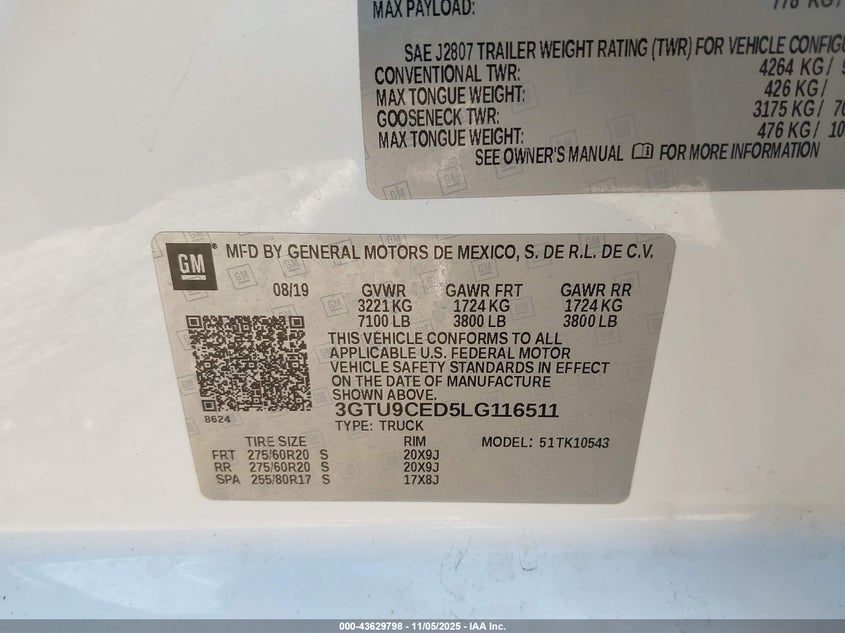 MAX PAYLOAD: 778 KG /
SAE J2807 TRAILER WEIGHT RATING (TWR) FOR VEHICLE
CONVENTIONAL TWR: 4264 KG /
MAX TONGUE WEIGHT: 426 KG /
GOOSENECK TWR: 3175 KG /
MAX TONGUE WEIGHT: 476 KG /
SEE OWNER'S MANUAL FOR MORE INFORMATION
GM® MFD BY GENERAL MOTORS DE MEXICO, S. DE R.L. DE C.V.
08/19 GVWR GAWR FRT GAWR RR
3221 KG 1724 KG 1724 KG
7100 LB 3800 LB 3800 LB
THIS VEHICLE CONFORMS TO ALL
APPLICABLE U.S. FEDERAL MOTOR
VEHICLE SAFETY STANDARDS IN EFFECT
ON THE DATE OF MANUFACTURE
SHOWN ABOVE.
8624
3GTU9CED5LG116511
TYPE: TRUCK
TIRE SIZE RIM MODEL: 51TK10543
FRT 275/60R20 S 20X9J
RR 275/60R20 S 20X9J
SPA 255/80R17 S 17X8J
000-43629798 - 11/05/2025 - IAA Inc.